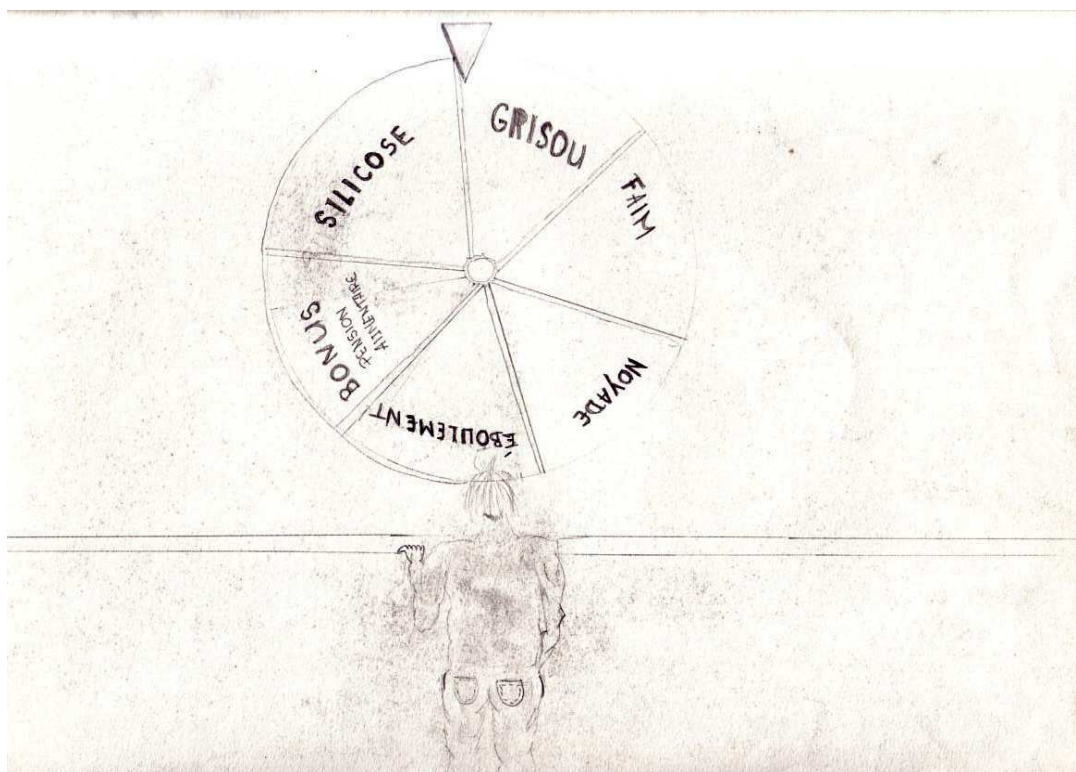 GRISOU
FAIM
NOYADE
ÉBOULEMENT
BONUS
PENSION
ALIMENTAIRE
SILICOSE